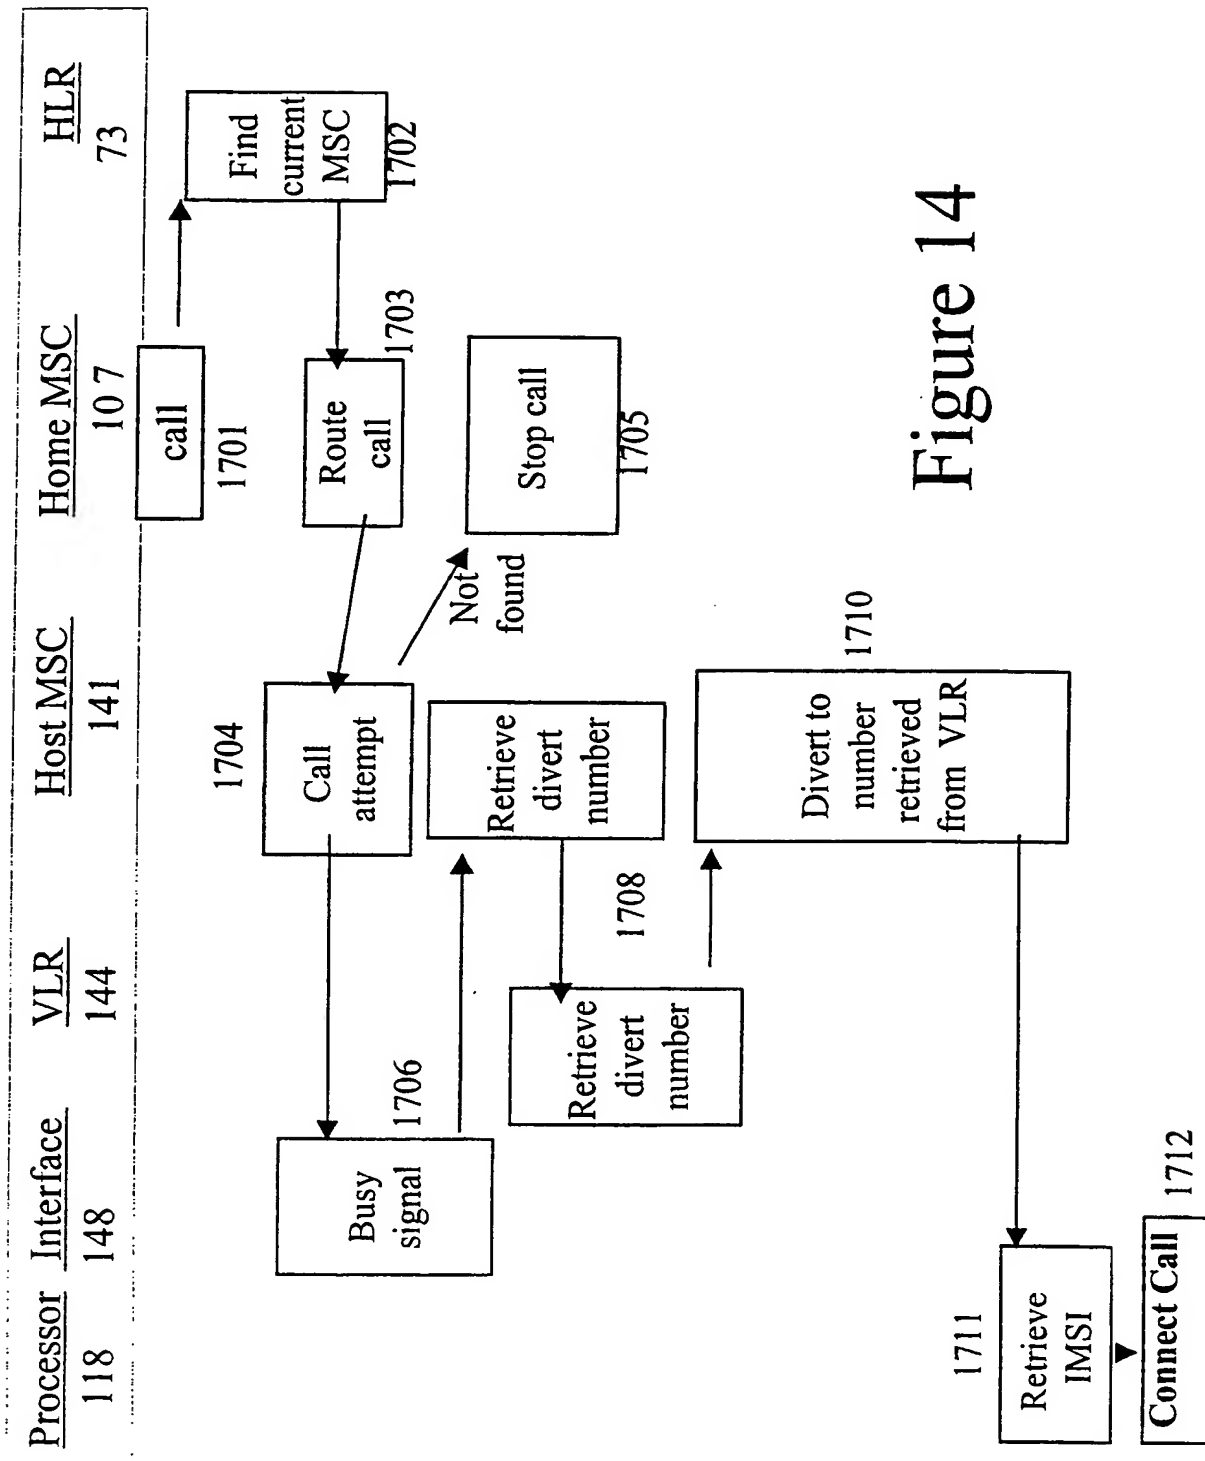 Processor
118
Interface
148
VLR
144
Host MSC
141
Home MSC
10 7
HLR
73
call
1701
Find
current
MSC
1702
Route
call
1703
1704
Call
attempt
Not
found
Stop call
1705
Busy
signal
1706
Retrieve
divert
number
Retrieve
divert
number
1708
Divert to
number
retrieved
from VLR
1710
1711
Retrieve
IMSI
Connect Call
1712
Figure 14